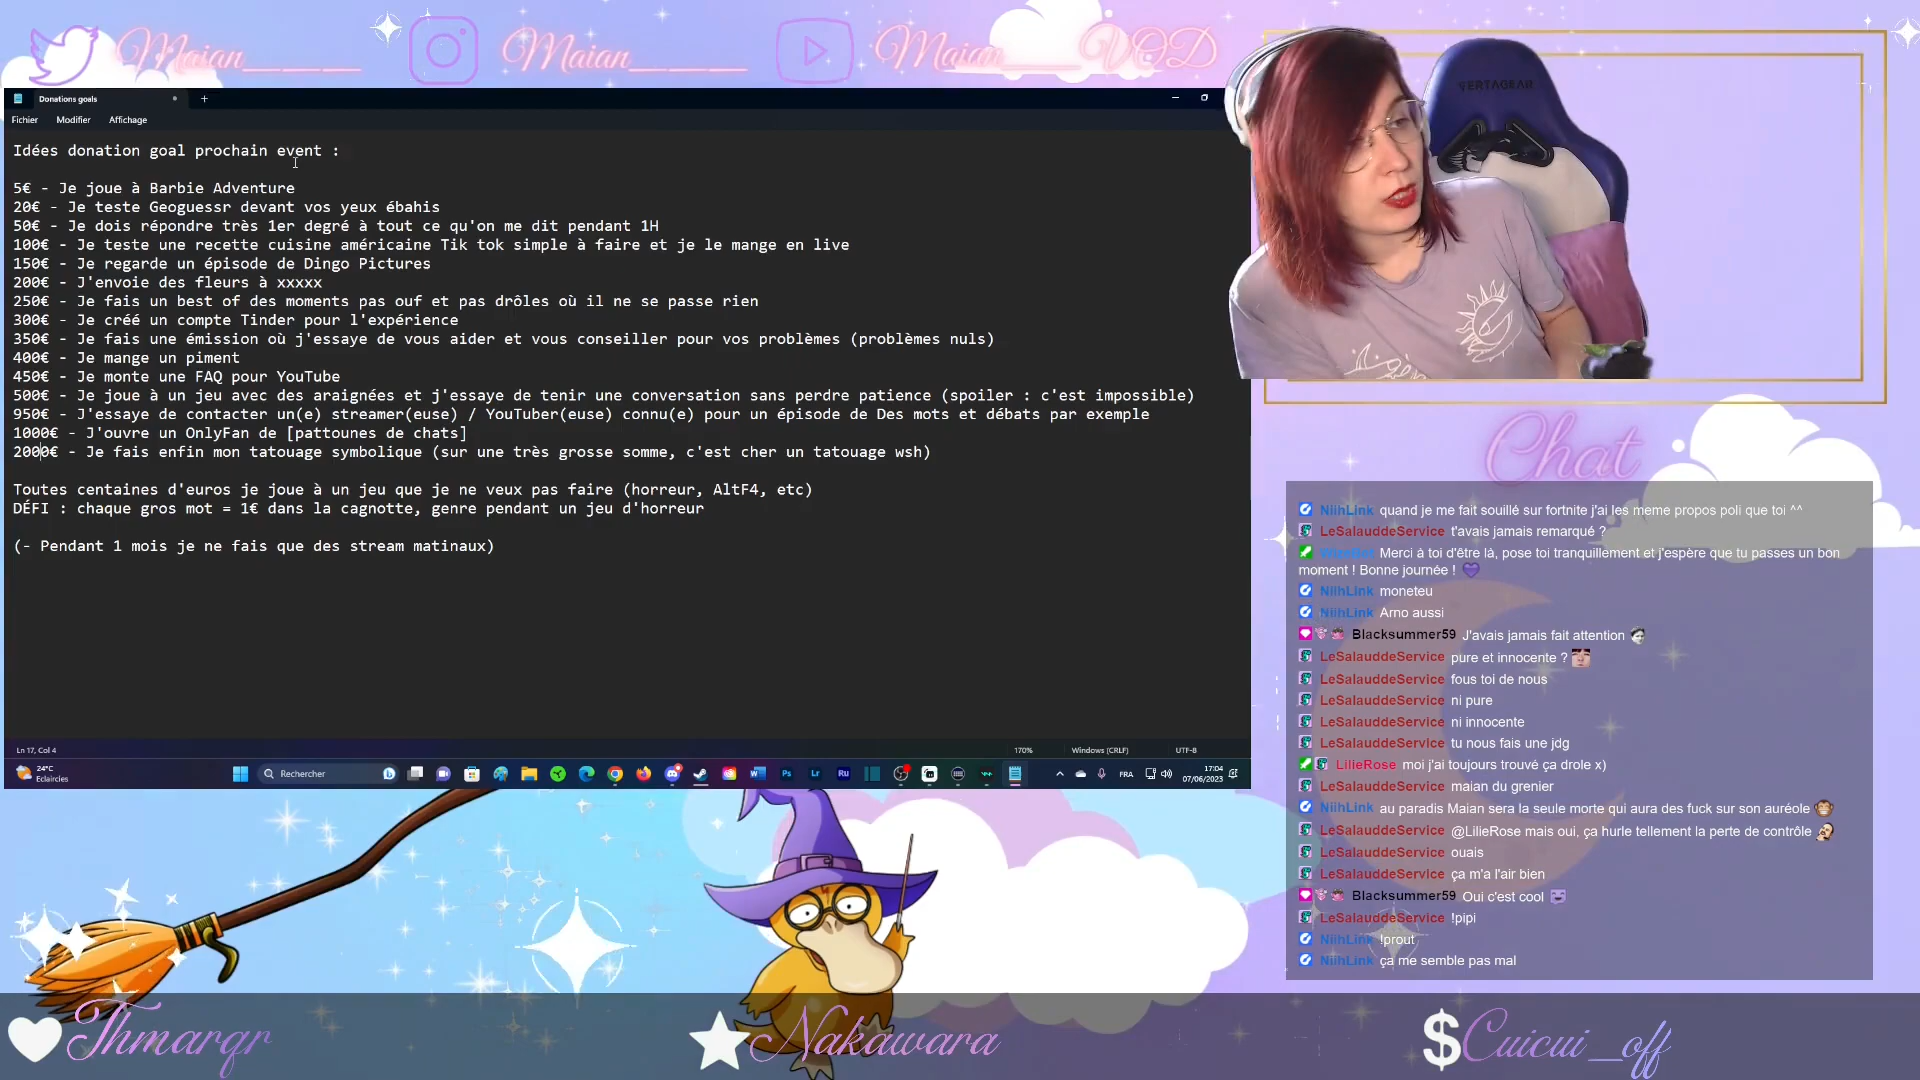 Maian____
Maian____
Maian____VOD
VERTAGEAR
Donations goals
Fichier Modifier Affichage
Idées donation goal prochain event :
5€ - Je joue à Barbie Adventure
20€ - Je teste Geoguessr devant vos yeux ébahis
50€ - Je dois répondre très 1er degré à tout ce qu'on me dit pendant 1H
100€ - Je teste une recette cuisine américaine Tik tok simple à faire et je le mange en live
150€ - Je regarde un épisode de Dingo Pictures
200€ - J'envoie des fleurs à xxxxx
250€ - Je fais un best of des moments pas ouf et pas drôles où il ne se passe rien
300€ - Je créé un compte Tinder pour l'expérience
350€ - Je fais une émission où j'essaye de vous aider et vous conseiller pour vos problèmes (problèmes nuls)
400€ - Je mange un piment
450€ - Je monte une FAQ pour YouTube
500€ - Je joue à un jeu avec des araignées et j'essaye de tenir une conversation sans perdre patience (spoiler : c'est impossible)
950€ - J'essaye de contacter un(e) streamer(euse) / YouTuber(euse) connu(e) pour un épisode de Des mots et débats par exemple
1000€ - J'ouvre un OnlyFan de [pattounes de chats]
2000€ - Je fais enfin mon tatouage symbolique (sur une très grosse somme, c'est cher un tatouage wsh)
Toutes centaines d'euros je joue à un jeu que je ne veux pas faire (horreur, AltF4, etc)
DÉFI : chaque gros mot = 1€ dans la cagnotte, genre pendant un jeu d'horreur
(- Pendant 1 mois je ne fais que des stream matinaux)
Ln 17, Col 4 170% Windows (CRLF) UTF-8
24°C
Eclaircies
Rechercher
FRA
17:04
07/06/2023
Chat
NiihLink quand je me fait souillé sur fortnite j'ai les meme propos poli que toi ^^
LeSalauddeService t'avais jamais remarqué ?
Merci à toi d'être là, pose toi tranquillement et j'espère que tu passes un bon
moment ! Bonne journée !
NiihLink moneteu
NiihLink Arno aussi
Blacksummer59 J'avais jamais fait attention
LeSalauddeService pure et innocente ?
LeSalauddeService fous toi de nous
LeSalauddeService ni pure
LeSalauddeService ni innocente
LeSalauddeService tu nous fais une jdg
LilieRose moi j'ai toujours trouvé ça drole x)
LeSalauddeService maian du grenier
NiihLink au paradis Maian sera la seule morte qui aura des fuck sur son auréole
LeSalauddeService @LilieRose mais oui, ça hurle tellement la perte de contrôle
LeSalauddeService ouais
LeSalauddeService ça m'a l'air bien
Blacksummer59 Oui c'est cool
LeSalauddeService !pipi
NiihLink !prout
NiihLink ça me semble pas mal
Thmarqr
Nakawara
$ Cuicui_off